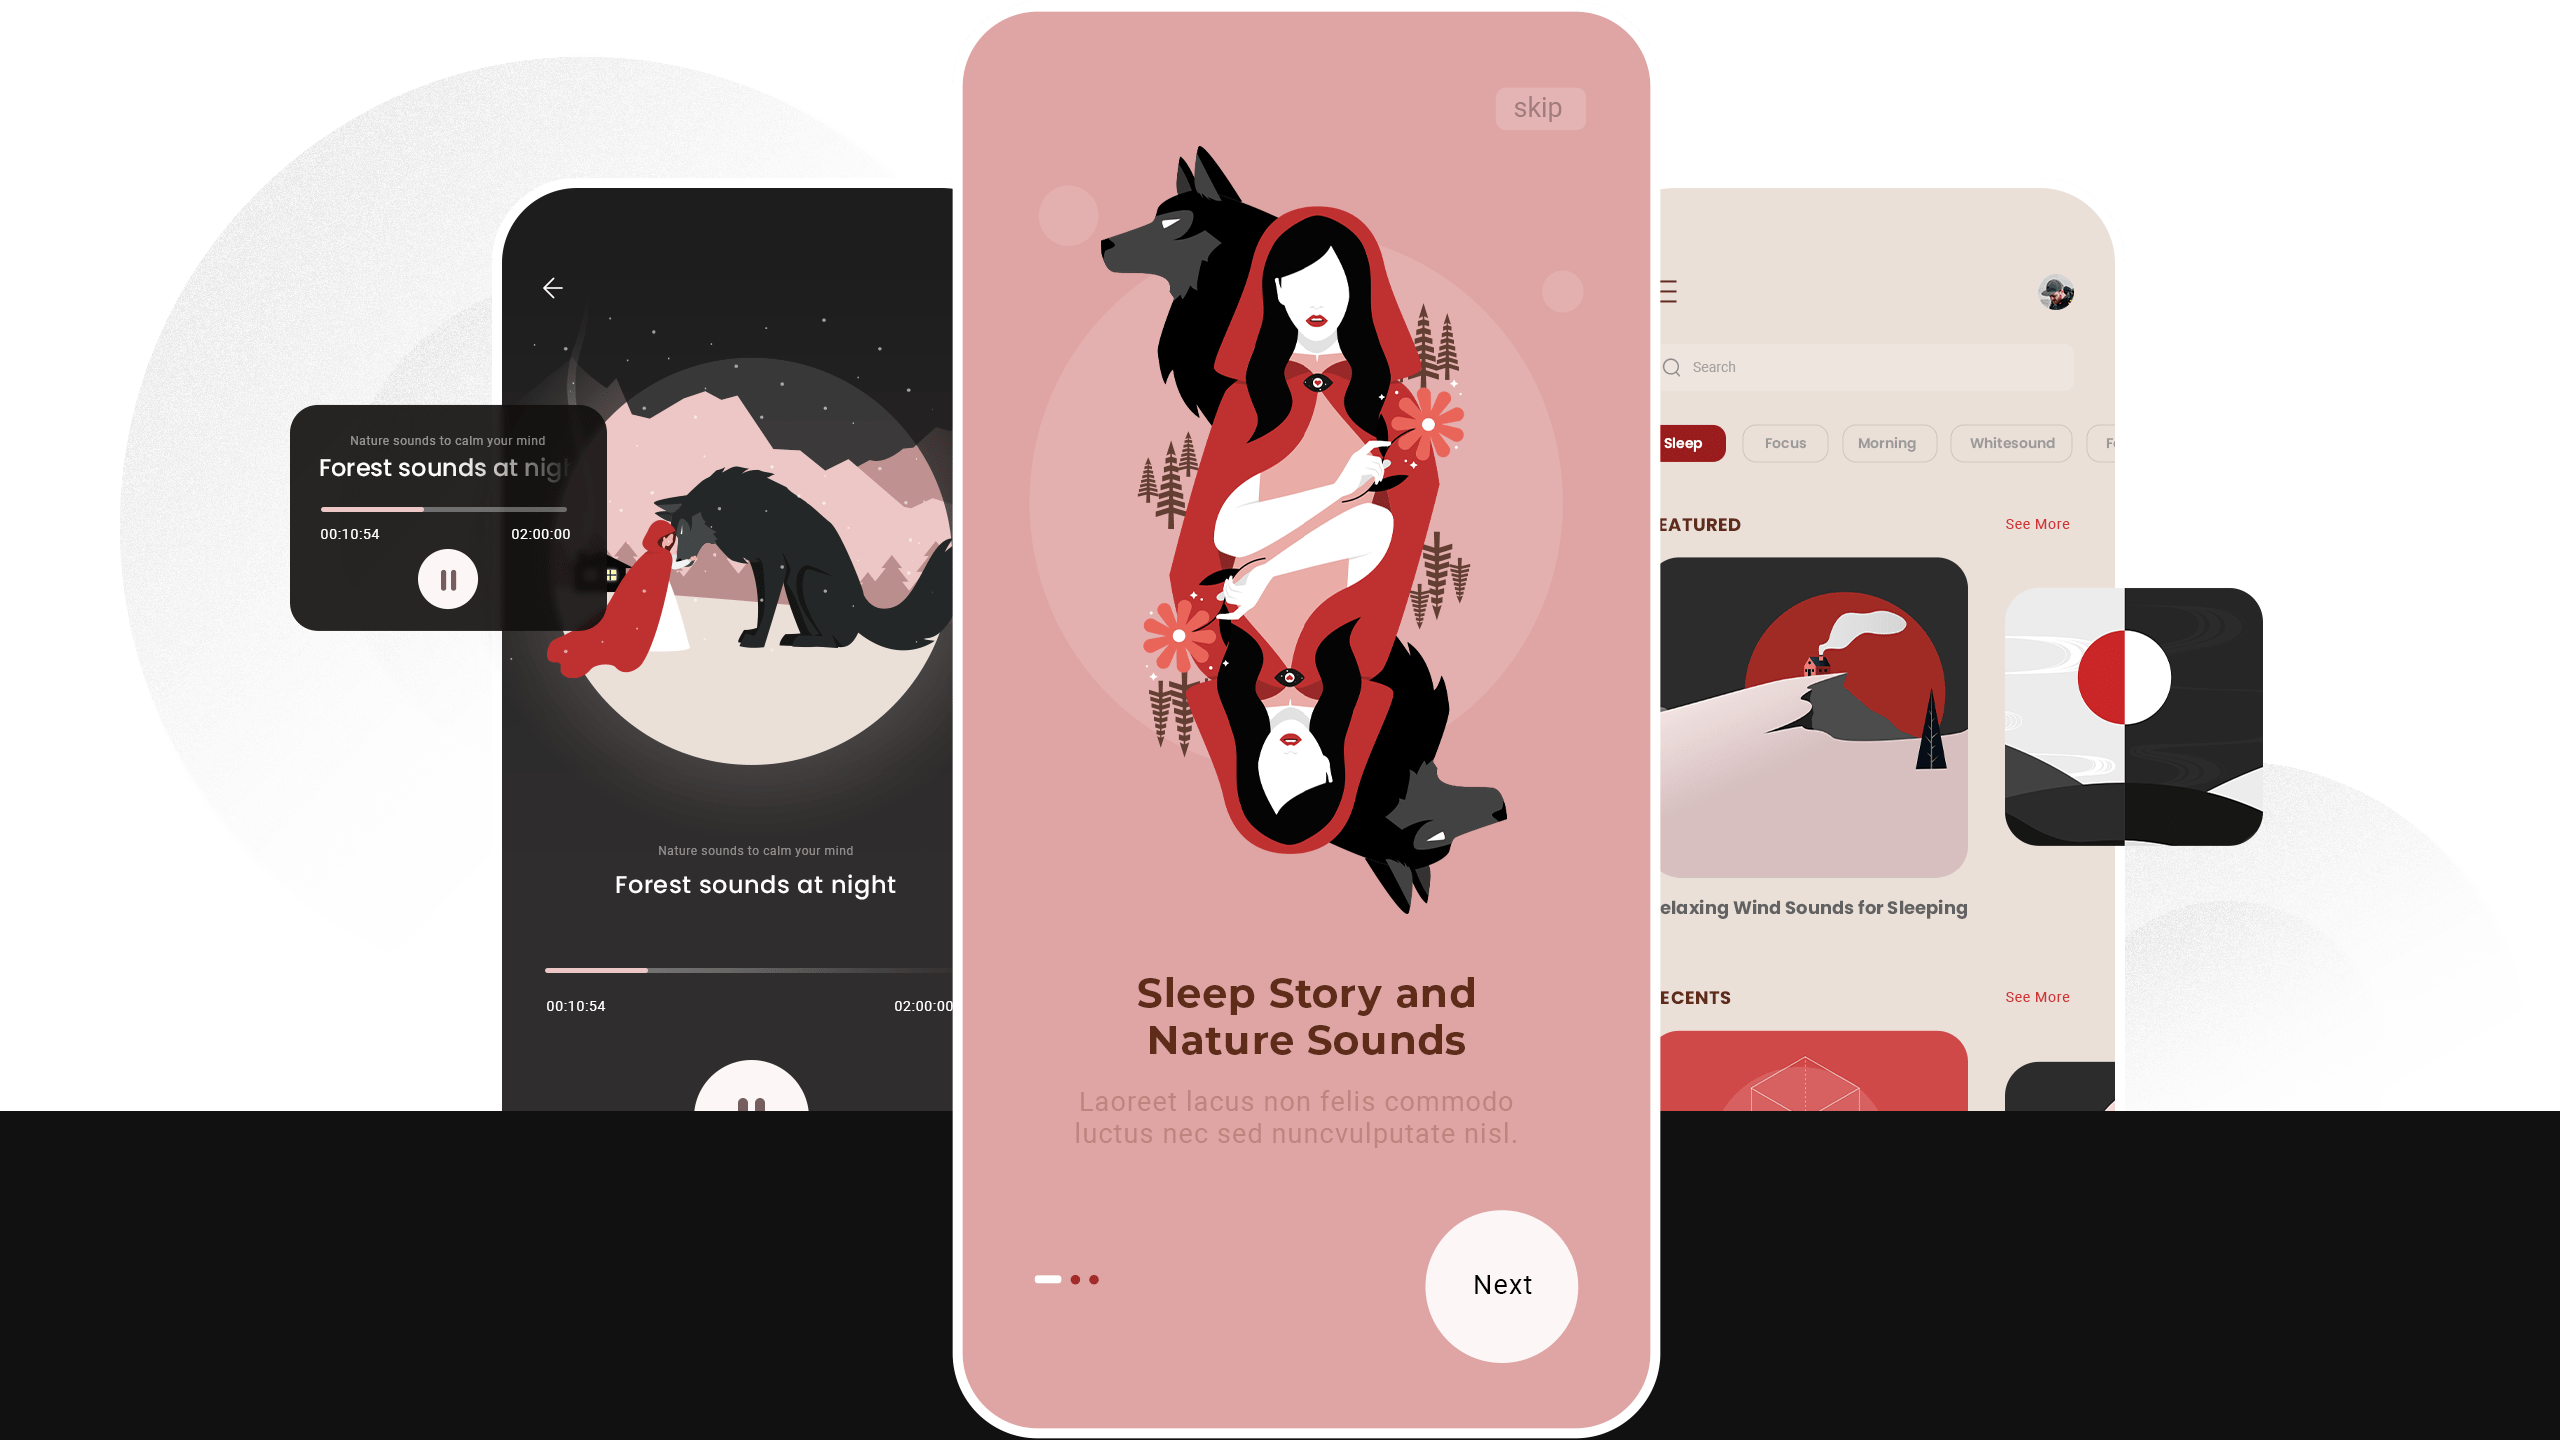 Nature sounds to calm your mind
Forest sounds at nigh
00:10:54 02:00:00
Nature sounds to calm your mind
Forest sounds at night
00:10:54 02:00:00
skip
Sleep Story and
Nature Sounds
Laoreet lacus non felis commodo
luctus nec sed nuncvulputate nisl.
Next
Search
Sleep Focus Morning Whitesound
EATURED See More
elaxing Wind Sounds for Sleeping
ECENTS See More